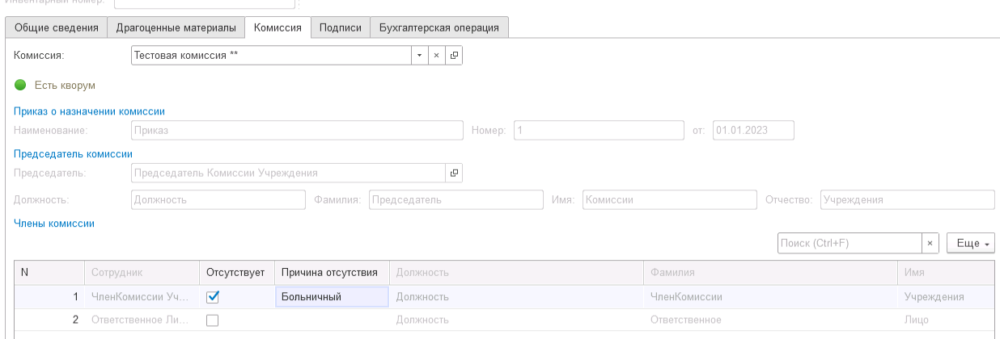 Инвентарный номер:
Общие сведения Драгоценные материалы Комиссия Подписи Бухгалтерская операция
Комиссия: Тестовая комиссия **
Есть кворум
Приказ о назначении комиссии
Наименование: Приказ Номер: 1 от: 01.01.2023
Председатель комиссии
Председатель: Председатель Комиссии Учреждения
Должность: Должность Фамилия: Председатель Имя: Комиссии Отчество: Учреждения
Члены комиссии
Поиск (Ctrl+F) × Еще
N Сотрудник Отсутствует Причина отсутствия Должность Фамилия Имя
1 ЧленКомиссии Уч... Больничный Должность ЧленКомиссии Учреждения
2 Ответственное Ли... Должность Ответственное Лицо